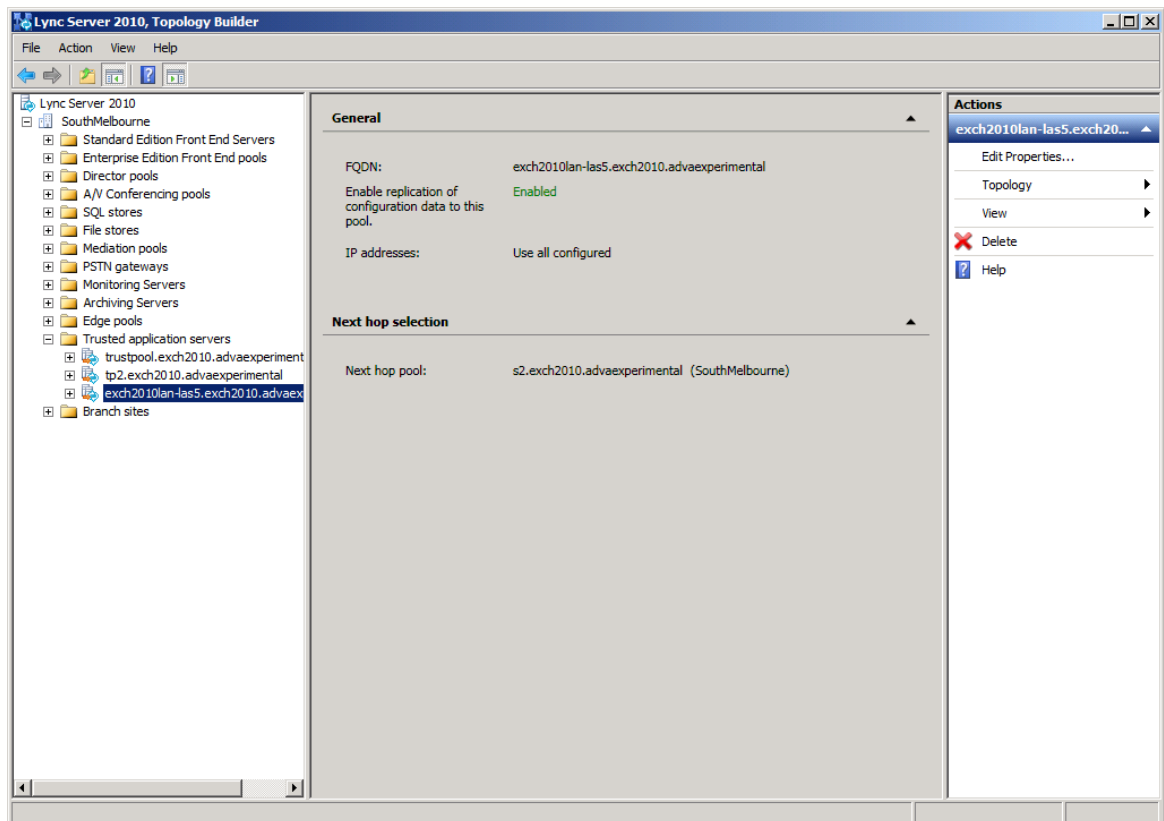 Lync Server 2010, Topology Builder
File Action View Help
Lync Server 2010
SouthMelbourne
Standard Edition Front End Servers
Enterprise Edition Front End pools
Director pools
A/V Conferencing pools
SQL stores
File stores
Mediation pools
PSTN gateways
Monitoring Servers
Archiving Servers
Edge pools
Trusted application servers
trustpool.exch2010.advaexperiment
tp2.exch2010.advaexperimental
exch2010lan-las5.exch2010.advaex
Branch sites
General
FQDN: exch2010lan-las5.exch2010.advaexperimental
Enable replication of Enabled
configuration data to this
pool.
IP addresses: Use all configured
Next hop selection
Next hop pool: s2.exch2010.advaexperimental (SouthMelbourne)
Actions
exch2010lan-las5.exch20...
Edit Properties...
Topology
View
Delete
Help